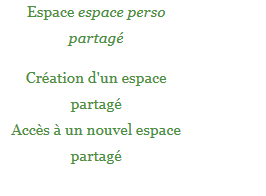 Espace espace perso
partagé
Création d'un espace
partagé
Accès à un nouvel espace
partagé